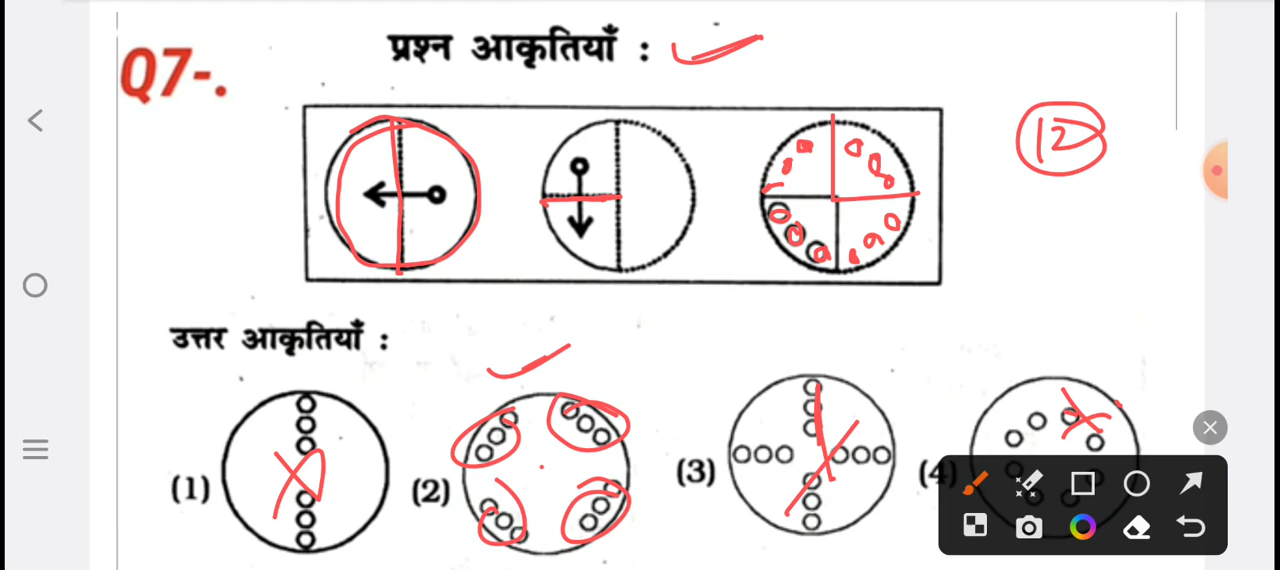 Q7-.
प्रश्न आकृतियाँ :
12
उत्तर आकृतियाँ :
(1)
(2)
(3)
(4)